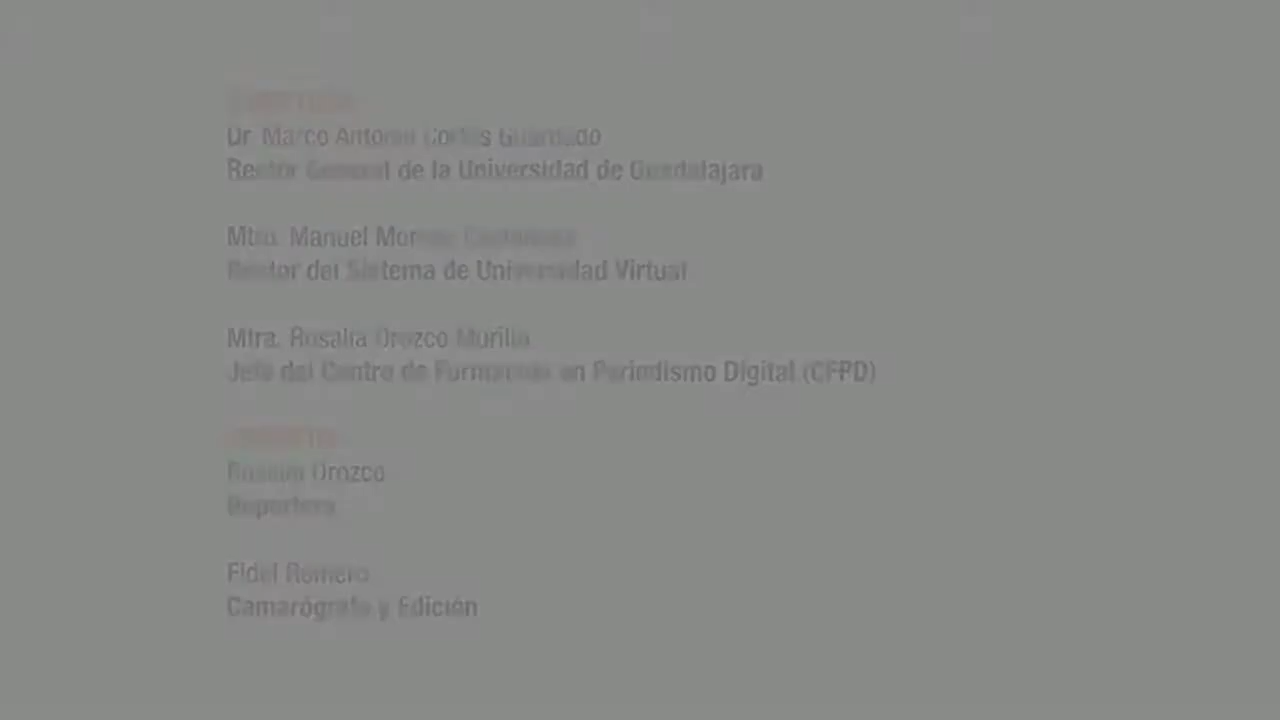 Dr. Marco Antonio Cortés Guardado
Rector General de la Universidad de Guadalajara
Mtro. Manuel Moreno
Rector del Sistema de Universidad Virtual
Mtra. Rosalía Orozco Murillo
Jefa del Centro de Formación en Periodismo Digital (CFPD)
Rosalía Orozco
Reportera
Fidel Romero
Camarógrafo y Edición